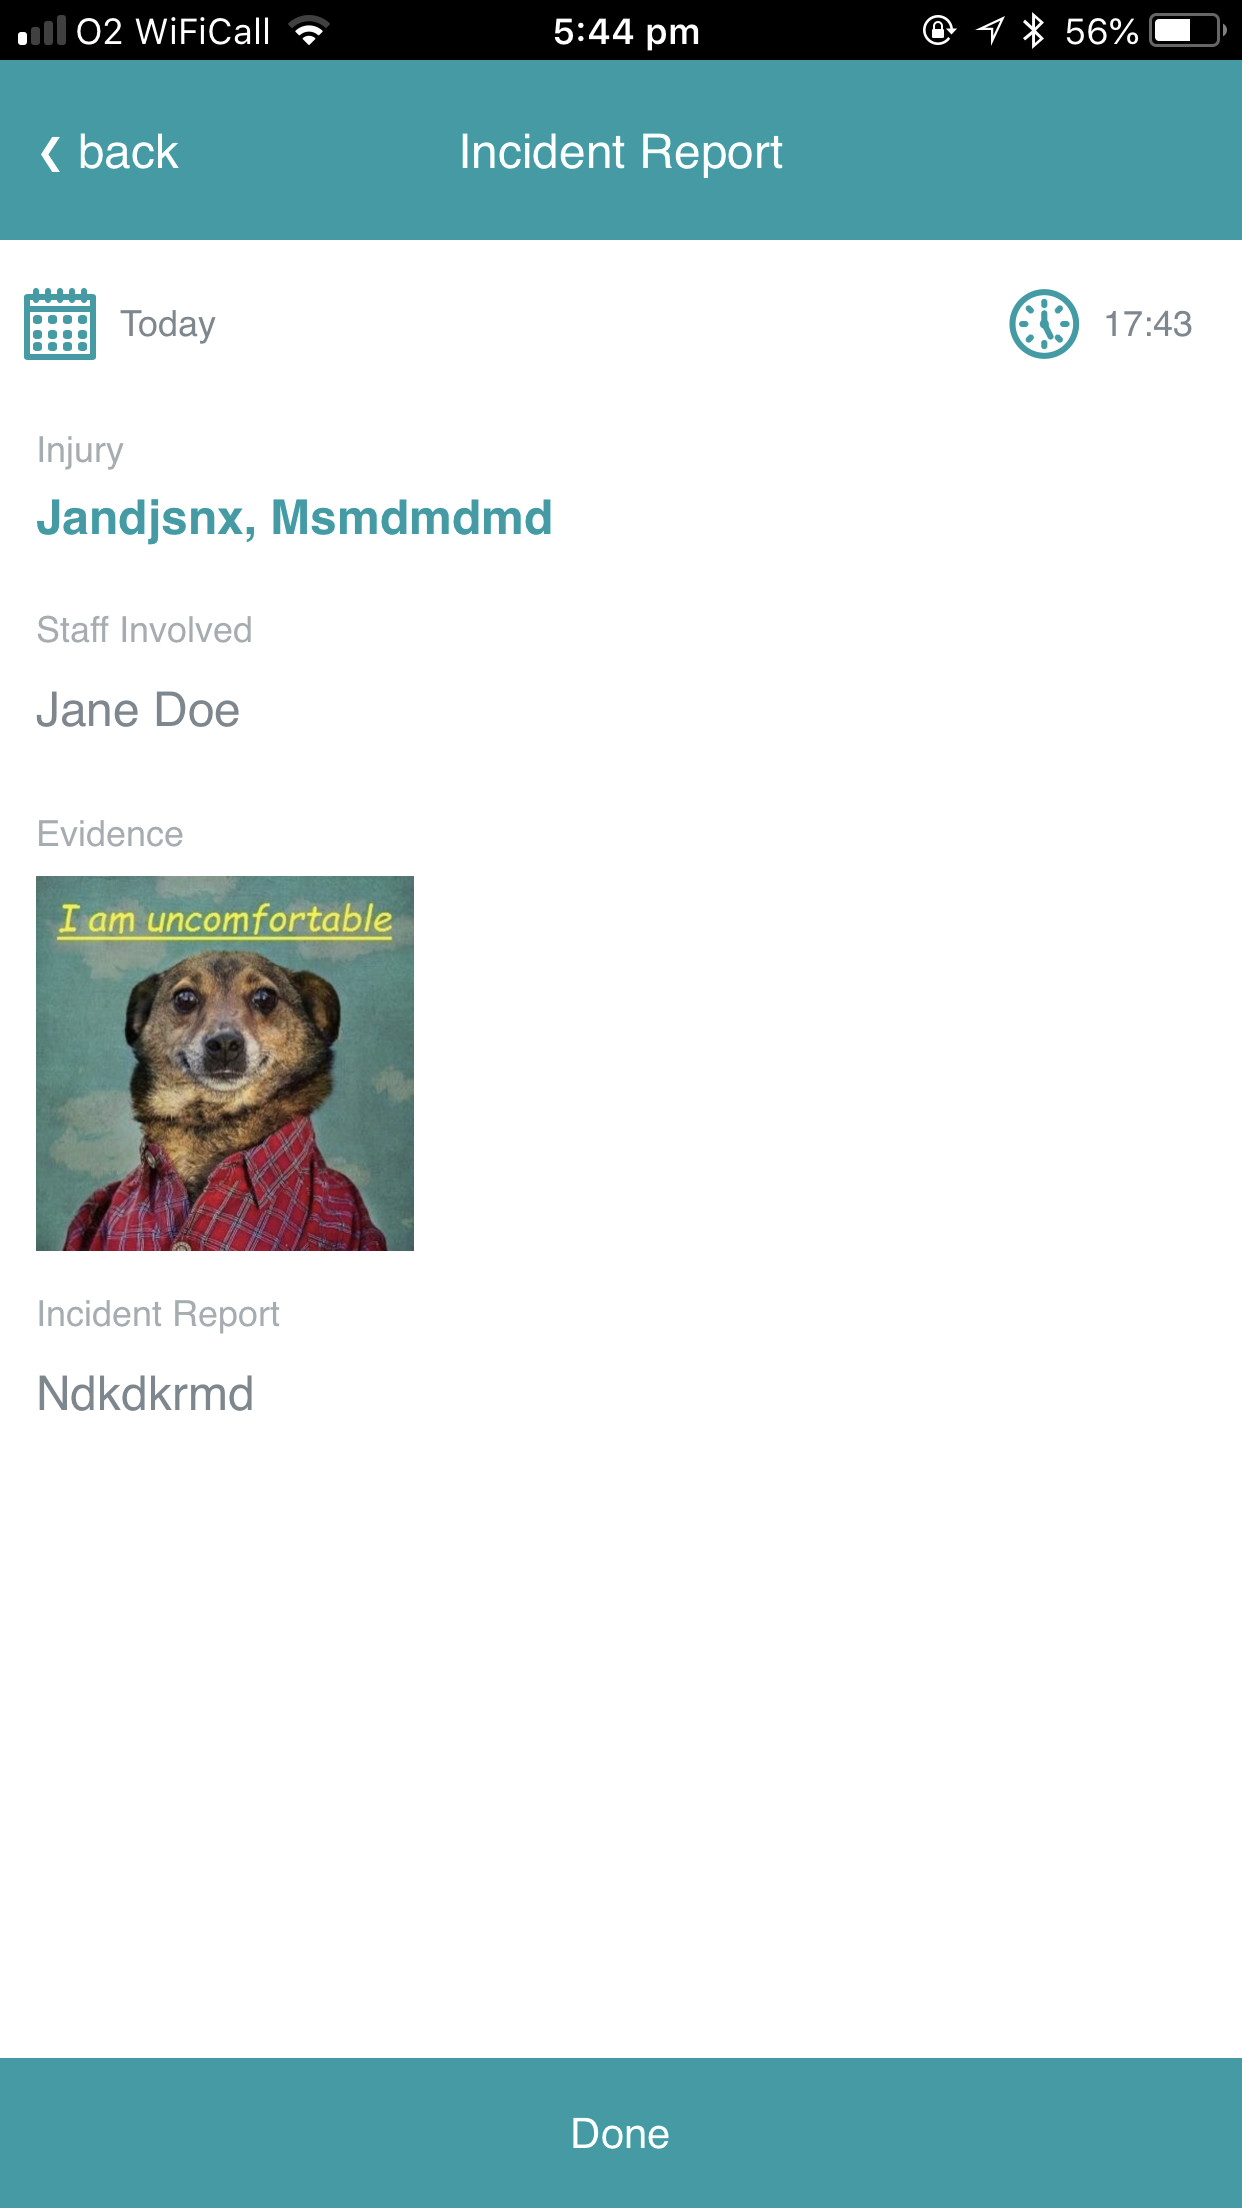 O2 WiFiCall 5:44 pm 56%
back Incident Report
Today 17:43
Injury
Jandjsnx, Msmdmdmd
Staff Involved
Jane Doe
Evidence
I am uncomfortable
Incident Report
Ndkdkrmd
Done